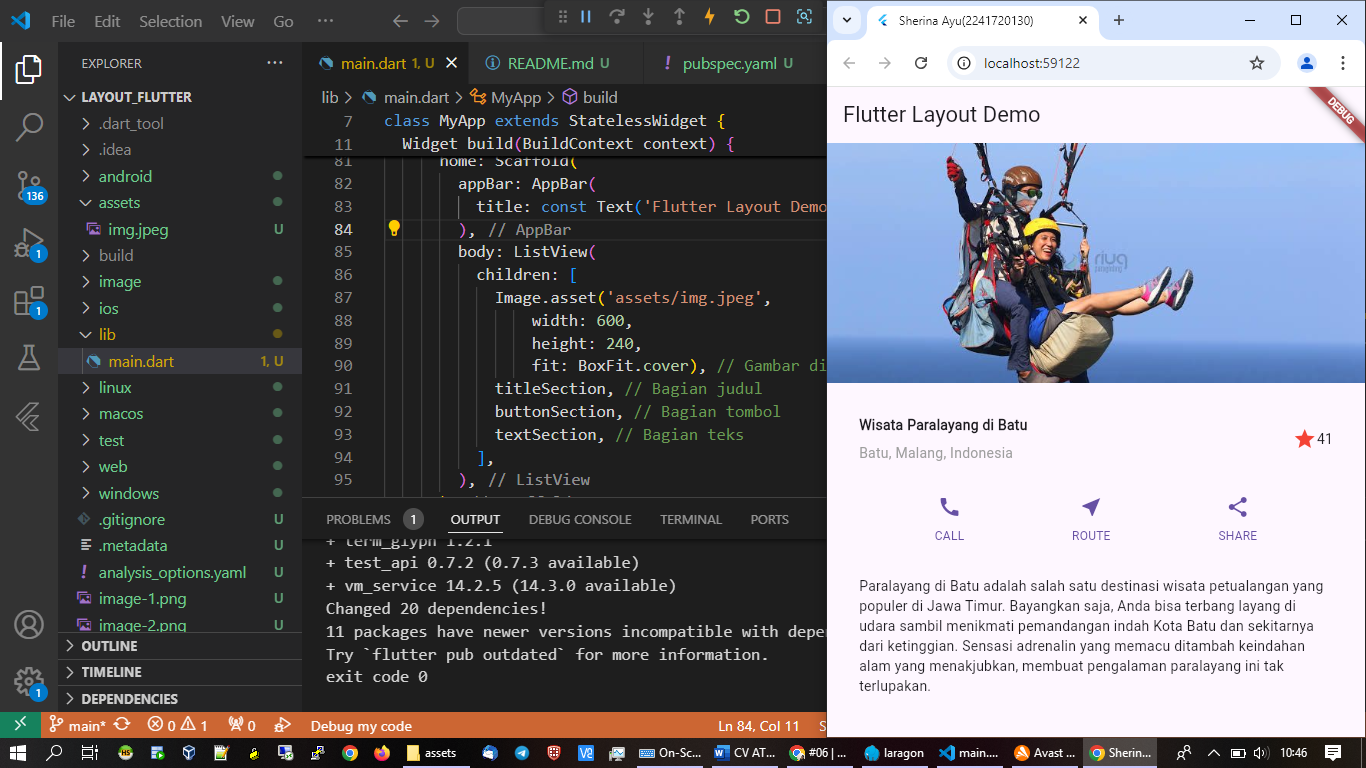 File Edit Selection View Go ···
EXPLORER ···
LAYOUT_FLUTTER
.dart_tool
.idea
android
assets
img.jpeg U
build
image
ios
lib
main.dart 1, U
linux
macos
test
web
windows
.gitignore U
.metadata U
analysis_options.yaml U
image-1.png U
image-2.png U
OUTLINE
TIMELINE
DEPENDENCIES
136
1
1
1
main.dart 1, U
README.md U
pubspec.yaml U
lib > main.dart > MyApp > build
7 class MyApp extends StatelessWidget {
11 Widget build(BuildContext context) {
81 home: Scaffold(
82 appBar: AppBar(
83 title: const Text('Flutter Layout Demo
84 ), // AppBar
85 body: ListView(
86 children: [
87 Image.asset('assets/img.jpeg',
88 width: 600,
89 height: 240,
90 fit: BoxFit.cover), // Gambar di
91 titleSection, // Bagian judul
92 buttonSection, // Bagian tombol
93 textSection, // Bagian teks
94 ],
95 ), // ListView
PROBLEMS 1 OUTPUT DEBUG CONSOLE TERMINAL PORTS
+ term_glyph 1.2.1
+ test_api 0.7.2 (0.7.3 available)
+ vm_service 14.2.5 (14.3.0 available)
Changed 20 dependencies!
11 packages have newer versions incompatible with depe
Try `flutter pub outdated` for more information.
exit code 0
main* 0 1 0 Debug my code Ln 84, Col 11 S
Sherina Ayu(2241720130)
localhost:59122
Flutter Layout Demo
DEBUG
riug
Wisata Paralayang di Batu
Batu, Malang, Indonesia
41
CALL ROUTE SHARE
Paralayang di Batu adalah salah satu destinasi wisata petualangan yang
populer di Jawa Timur. Bayangkan saja, Anda bisa terbang layang di
udara sambil menikmati pemandangan indah Kota Batu dan sekitarnya
dari ketinggian. Sensasi adrenalin yang memacu ditambah keindahan
alam yang menakjubkan, membuat pengalaman paralayang ini tak
terlupakan.
assets On-Sc... CV AT... #06 | ... laragon main.... Avast ... Sherin... 10:46